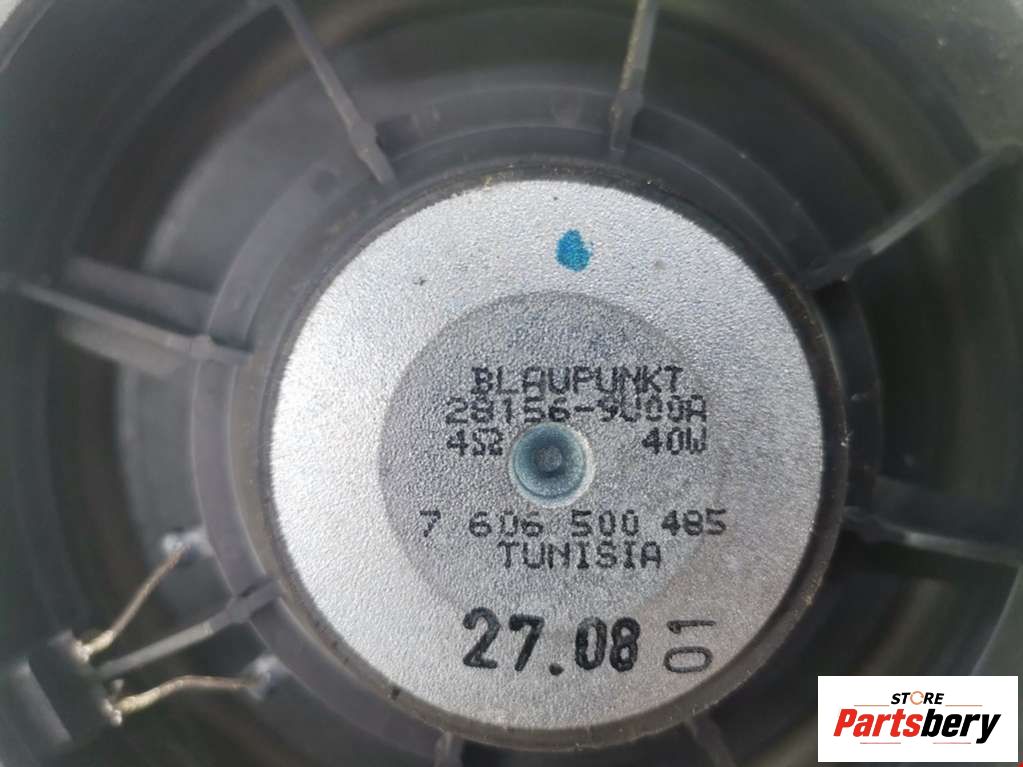 BLAUPUNKT
28156-9U00A
4Ω 40W
7 606 500 485
TUNISIA
27.08 01
STORE
Partsbery